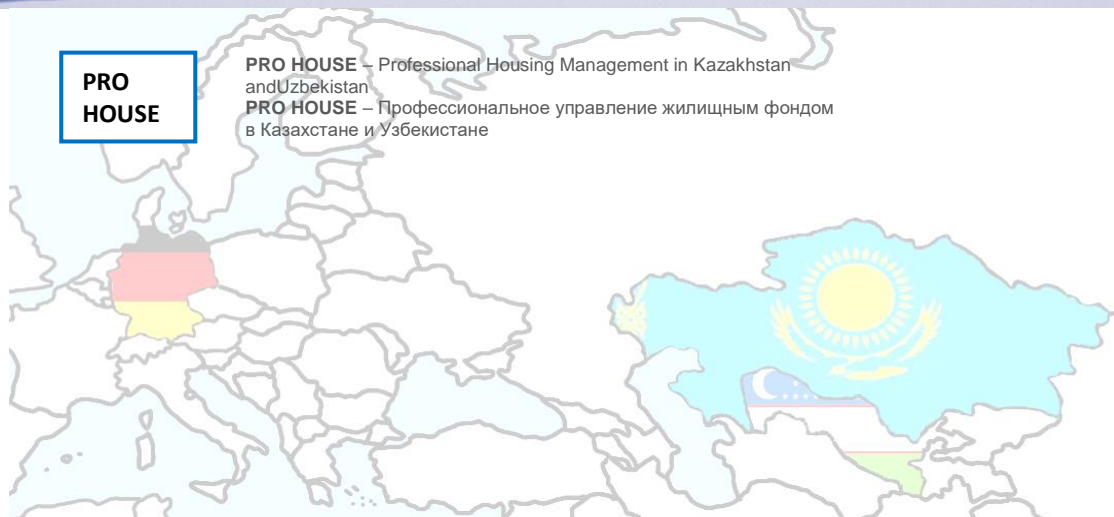 PRO
HOUSE
PRO HOUSE – Professional Housing Management in Kazakhstan
andUzbekistan
PRO HOUSE – Профессиональное управление жилищным фондом
в Казахстане и Узбекистане